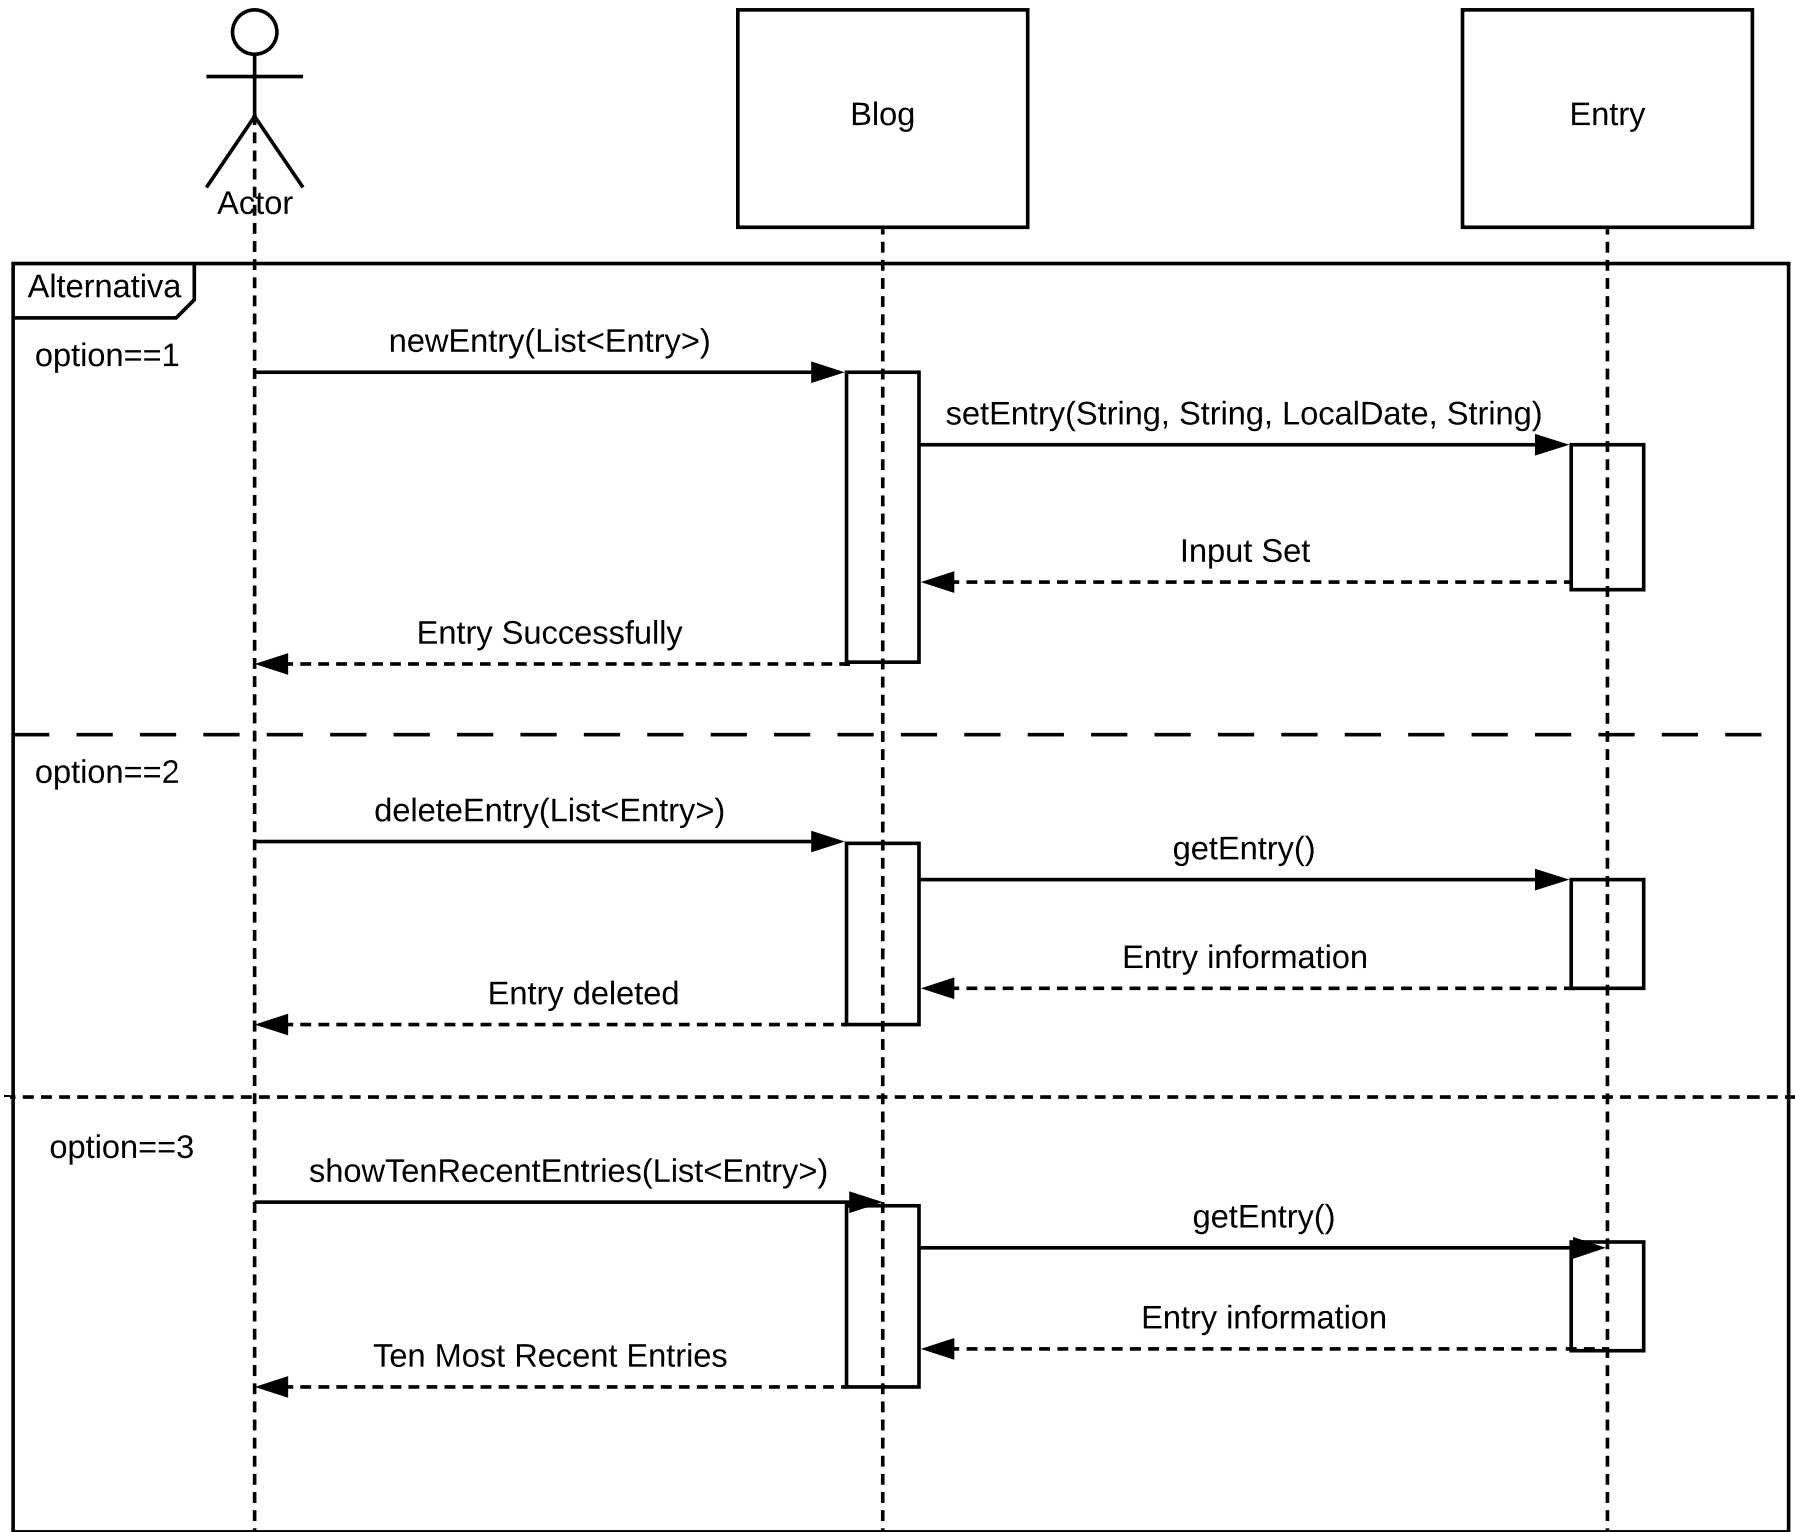 Actor
Blog
Entry
Alternativa
option==1
newEntry(List<Entry>)
setEntry(String, String, LocalDate, String)
Input Set
Entry Successfully
option==2
deleteEntry(List<Entry>)
getEntry()
Entry information
Entry deleted
option==3
showTenRecentEntries(List<Entry>)
getEntry()
Entry information
Ten Most Recent Entries